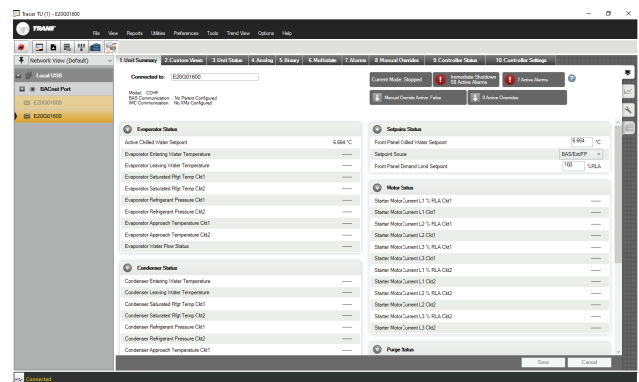 Tracer TU (1) - E20G01600
TRANE
File View Reports Utilities Preferences Tools Trend View Options Help
Network View (Default)
Local USB
BACnet Port
E20G01600
E20G01600
1.Unit Summary 2.Custom Views 3.Unit Status 4.Analog 5.Binary 6.Multistate 7.Alarms 8.Manual Overrides 9.Controller Status 10.Controller Settings
Connected to: E20G01600
Model: CDHF
BAS Communication: No Parent Configured
IMC Communication: No XMs Configured
Current Mode: Stopped
Immediate Shutdown
58 Active Alarms
7 Active Alarms
Manual Override Active: False
0 Active Overrides
Evaporator Status
Active Chilled Water Setpoint 6.664 °C
Evaporator Entering Water Temperature -----
Evaporator Leaving Water Temperature -----
Evaporator Saturated Rfgt Temp Ckt1 -----
Evaporator Saturated Rfgt Temp Ckt2 -----
Evaporator Refrigerant Pressure Ckt1 -----
Evaporator Refrigerant Pressure Ckt2 -----
Evaporator Approach Temperature Ckt1 -----
Evaporator Approach Temperature Ckt2 -----
Evaporator Water Flow Status -----
Condenser Status
Condenser Entering Water Temperature -----
Condenser Leaving Water Temperature -----
Condenser Saturated Rfgt Temp Ckt1 -----
Condenser Saturated Rfgt Temp Ckt2 -----
Condenser Refrigerant Pressure Ckt1 -----
Condenser Refrigerant Pressure Ckt2 -----
Condenser Approach Temperature Ckt1 -----
Setpoint Status
Front Panel Chilled Water Setpoint 6.664 °C
Setpoint Source BAS/Ext/FP
Front Panel Demand Limit Setpoint 100 %RLA
Motor Status
Starter Motor Current L1 % RLA Ckt1 -----
Starter Motor Current L1 Ckt1 -----
Starter Motor Current L2 % RLA Ckt1 -----
Starter Motor Current L2 Ckt1 -----
Starter Motor Current L3 % RLA Ckt1 -----
Starter Motor Current L3 Ckt1 -----
Starter Motor Current L1 % RLA Ckt2 -----
Starter Motor Current L1 Ckt2 -----
Starter Motor Current L2 % RLA Ckt2 -----
Starter Motor Current L2 Ckt2 -----
Starter Motor Current L3 % RLA Ckt2 -----
Starter Motor Current L3 Ckt2 -----
Purge Status
Save Cancel
Connected